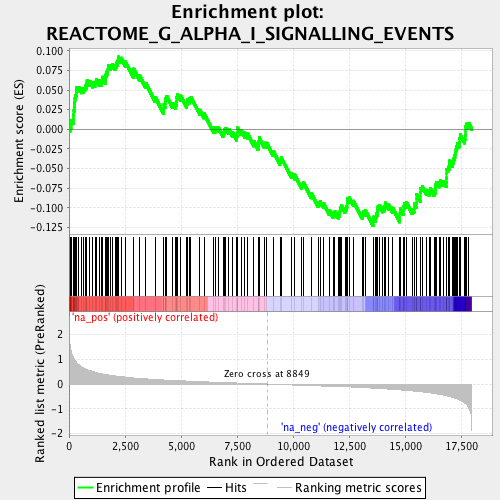 Enrichment plot:
REACTOME_G_ALPHA_I_SIGNALLING_EVENTS
Enrichment score (ES)
0.100
0.075
0.050
0.025
0.000
-0.025
-0.050
-0.075
-0.100
-0.125
'na_pos' (positively correlated)
Ranked list metric (PreRanked)
2
1
0
-1
-2
Zero cross at 8849
'na_neg' (negatively correlated)
0
2,500
5,000
7,500
10,000
12,500
15,000
17,500
Rank in Ordered Dataset
Enrichment profile
Hits
Ranking metric scores